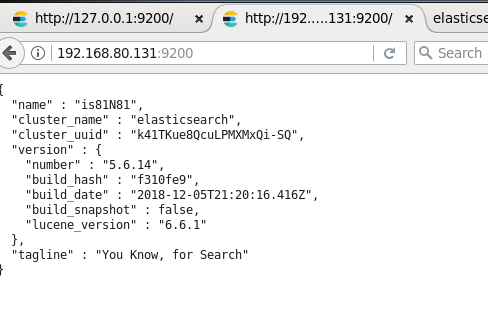 http://127.0.0.1:9200/ × http://192.....131:9200/ × elasticse
192.168.80.131:9200 Search
{
"name" : "is81N81",
"cluster_name" : "elasticsearch",
"cluster_uuid" : "k41TKue8QcuLPMXMxQi-SQ",
"version" : {
"number" : "5.6.14",
"build_hash" : "f310fe9",
"build_date" : "2018-12-05T21:20:16.416Z",
"build_snapshot" : false,
"lucene_version" : "6.6.1"
},
"tagline" : "You Know, for Search"
}